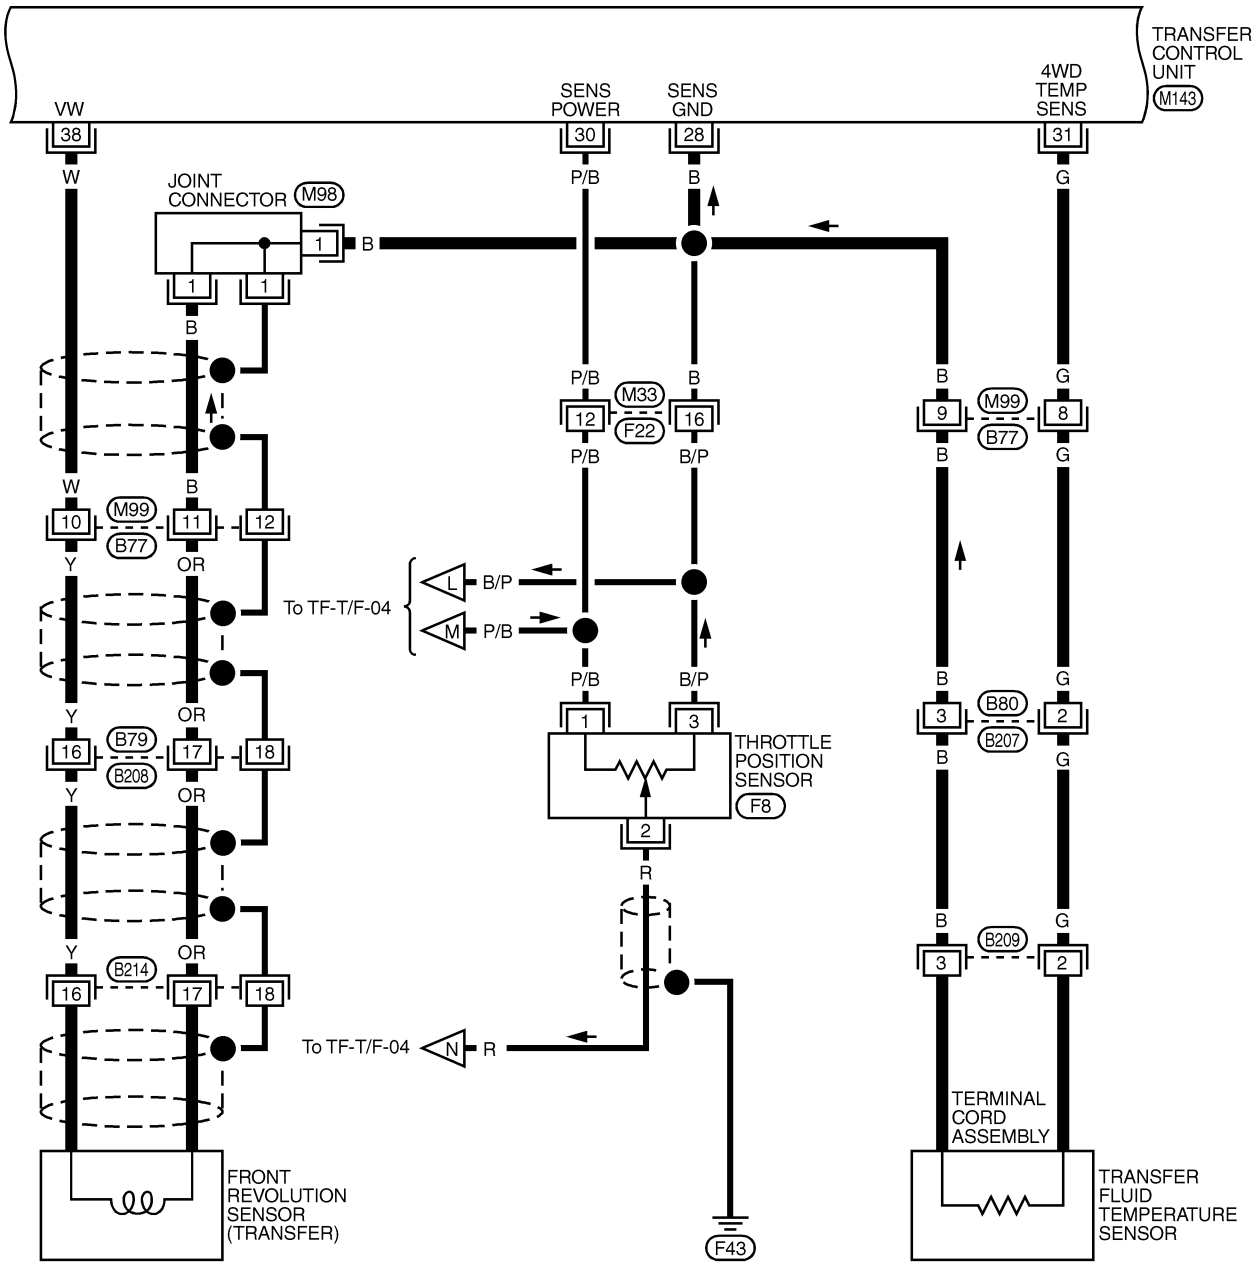 TRANSFER
CONTROL
UNIT
M143
VW
SENS
POWER
SENS
GND
4WD
TEMP
SENS
38
30
28
31
W
P/B
B
G
JOINT
CONNECTOR
M98
1
B
1
1
B
P/B
B
B
G
M33
F22
12
16
M99
B77
9
8
P/B
B/P
B
G
W
B
M99
B77
10
11
12
Y
OR
To TF-T/F-04
L
B/P
M
P/B
P/B
B/P
B
G
1
3
B80
B207
3
2
B
G
Y
OR
B79
B208
16
17
18
Y
OR
THROTTLE
POSITION
SENSOR
F8
2
R
B
G
B209
3
2
Y
OR
B214
16
17
18
To TF-T/F-04
N
R
TERMINAL
CORD
ASSEMBLY
FRONT
REVOLUTION
SENSOR
(TRANSFER)
F43
TRANSFER
FLUID
TEMPERATURE
SENSOR